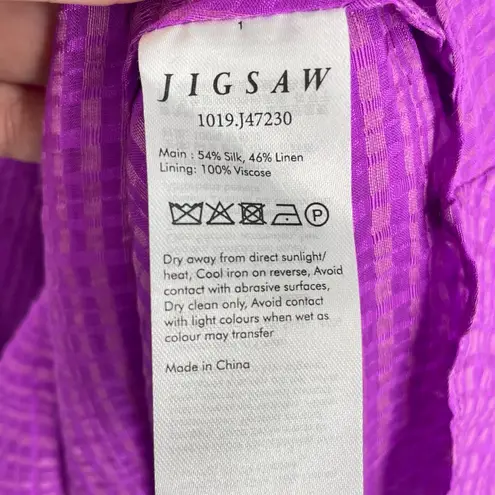 1
JIGSAW
1019.J47230
Main : 54% Silk, 46% Linen
Lining: 100% Viscose
P
Dry away from direct sunlight/
heat, Cool iron on reverse, Avoid
contact with abrasive surfaces,
Dry clean only, Avoid contact
with light colours when wet as
colour may transfer
Made in China